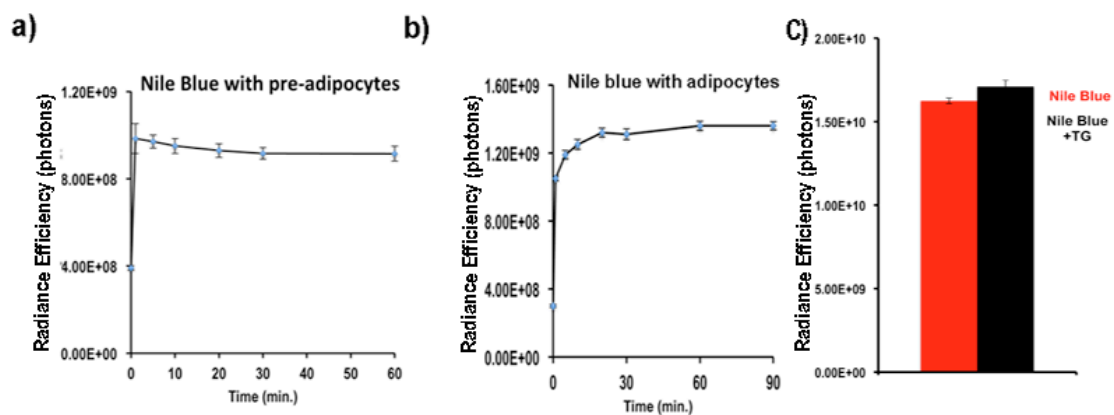 a)
Nile Blue with pre-adipocytes
Radiance Efficiency (photons)
1.20E+09
8.00E+08
4.00E+08
0.00E+00
0 10 20 30 40 50 60
Time (min.)
b)
Nile blue with adipocytes
Radiance Efficiency (photons)
1.60E+09
1.20E+09
8.00E+08
4.00E+08
0.00E+00
0 30 60 90
Time (min.)
C)
Radiance Efficiency (photons)
2.00E+10
1.50E+10
1.00E+10
5.00E+09
0.00E+00
Nile Blue
Nile Blue
+TG